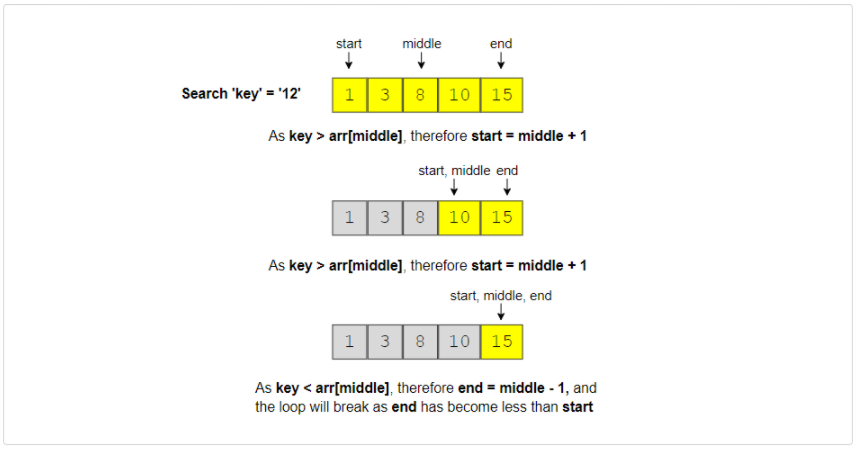 start middle end
Search 'key' = '12' 1 3 8 10 15
As key > arr[middle], therefore start = middle + 1
start, middle end
1 3 8 10 15
As key > arr[middle], therefore start = middle + 1
start, middle, end
1 3 8 10 15
As key < arr[middle], therefore end = middle - 1, and
the loop will break as end has become less than start